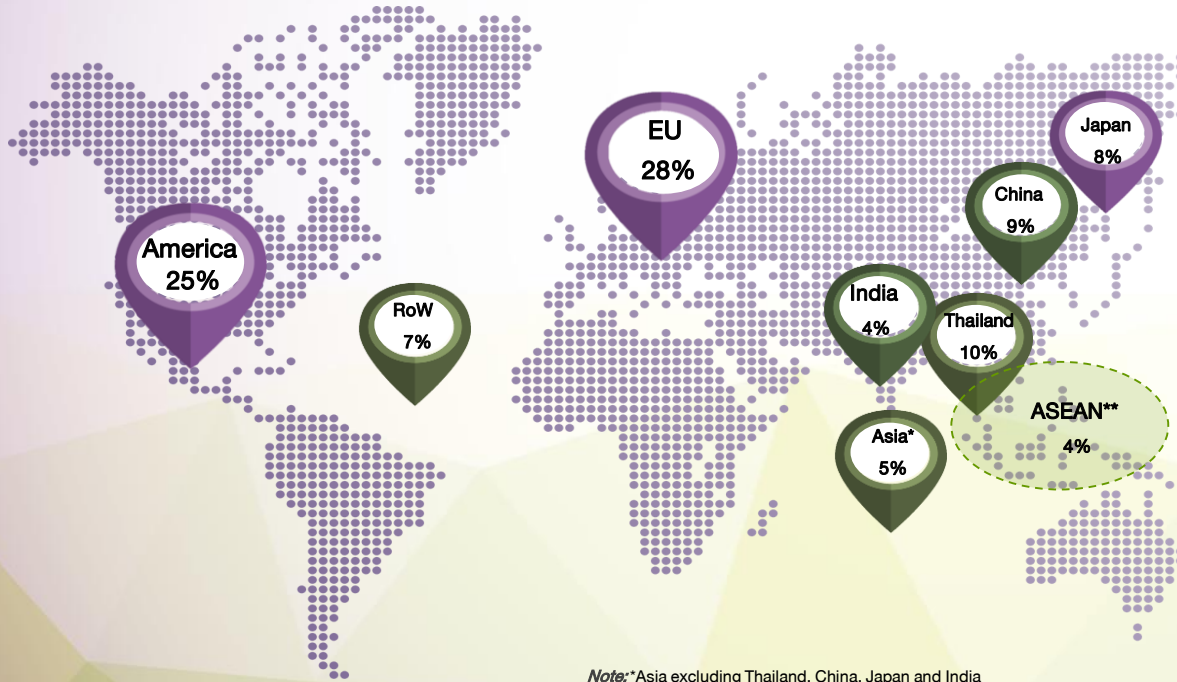 EU
28%
Japan
8%
China
9%
America
25%
India
4%
RoW
7%
Thailand
10%
ASEAN**
4%
Asia*
5%
Note:*Asia excluding Thailand, China, Japan and India